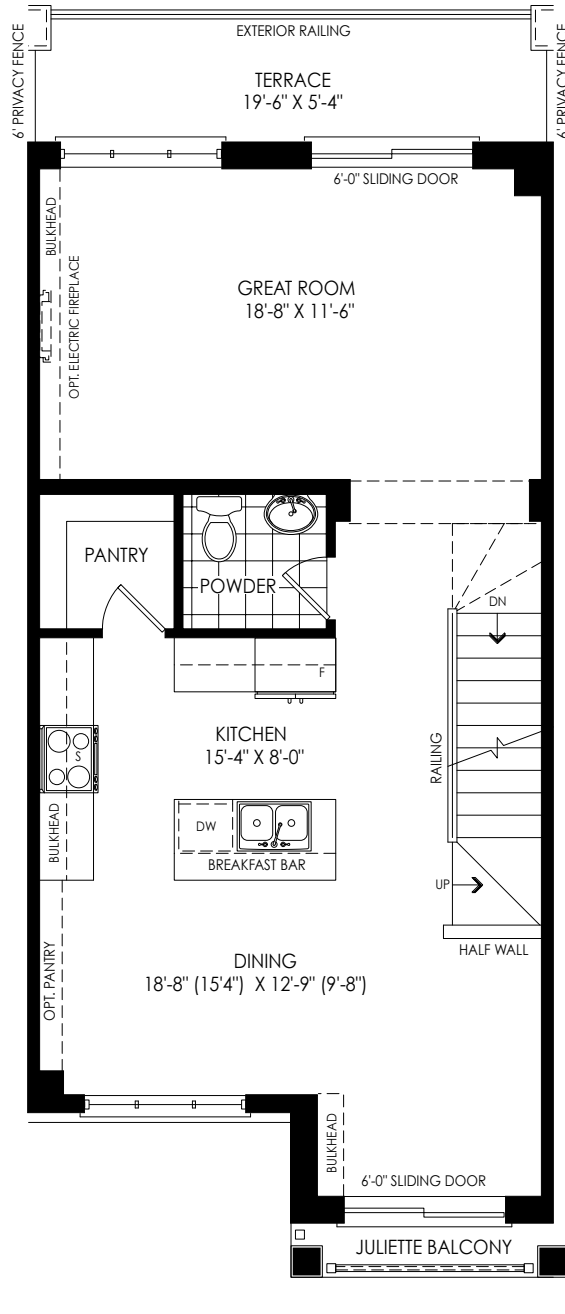 EXTERIOR RAILING
6' PRIVACY FENCE
6' PRIVACY FENCE
TERRACE
19'-6" X 5'-4"
6'-0" SLIDING DOOR
BULKHEAD
OPT. ELECTRIC FIREPLACE
GREAT ROOM
18'-8" X 11'-6"
PANTRY
POWDER
DN
F
KITCHEN
15'-4" X 8'-0"
S
RAILING
BULKHEAD
DW
BREAKFAST BAR
UP
HALF WALL
OPT. PANTRY
DINING
18'-8" (15'4") X 12'-9" (9'-8")
BULKHEAD
6'-0" SLIDING DOOR
JULIETTE BALCONY